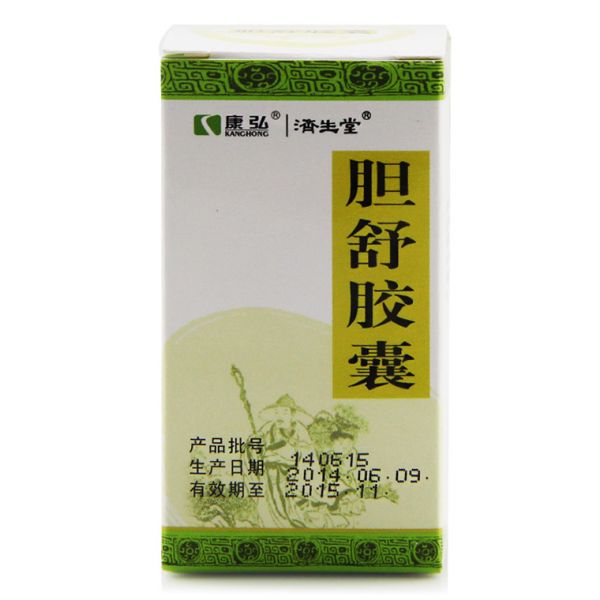 康弘® | 濟生堂®
KANGHONG
胆舒胶囊
产品批号 140615
生产日期 2014.06.09.
有效期至 2015.11.